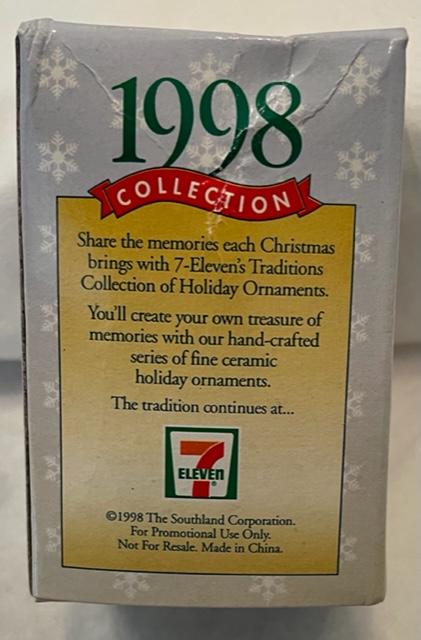 1998
COLLECTION
Share the memories each Christmas
brings with 7-Eleven's Traditions
Collection of Holiday Ornaments.
You'll create your own treasure of
memories with our hand-crafted
series of fine ceramic
holiday ornaments.
The tradition continues at...
7
ELEVEn
®
©1998 The Southland Corporation.
For Promotional Use Only.
Not For Resale. Made in China.